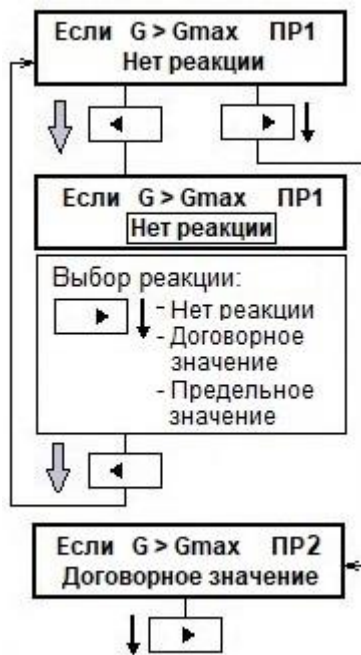 Если G > Gmax ПР1
Нет реакции
Если G > Gmax ПР1
Нет реакции
Выбор реакции:
- Нет реакции
- Договорное
значение
- Предельное
значение
Если G > Gmax ПР2
Договорное значение